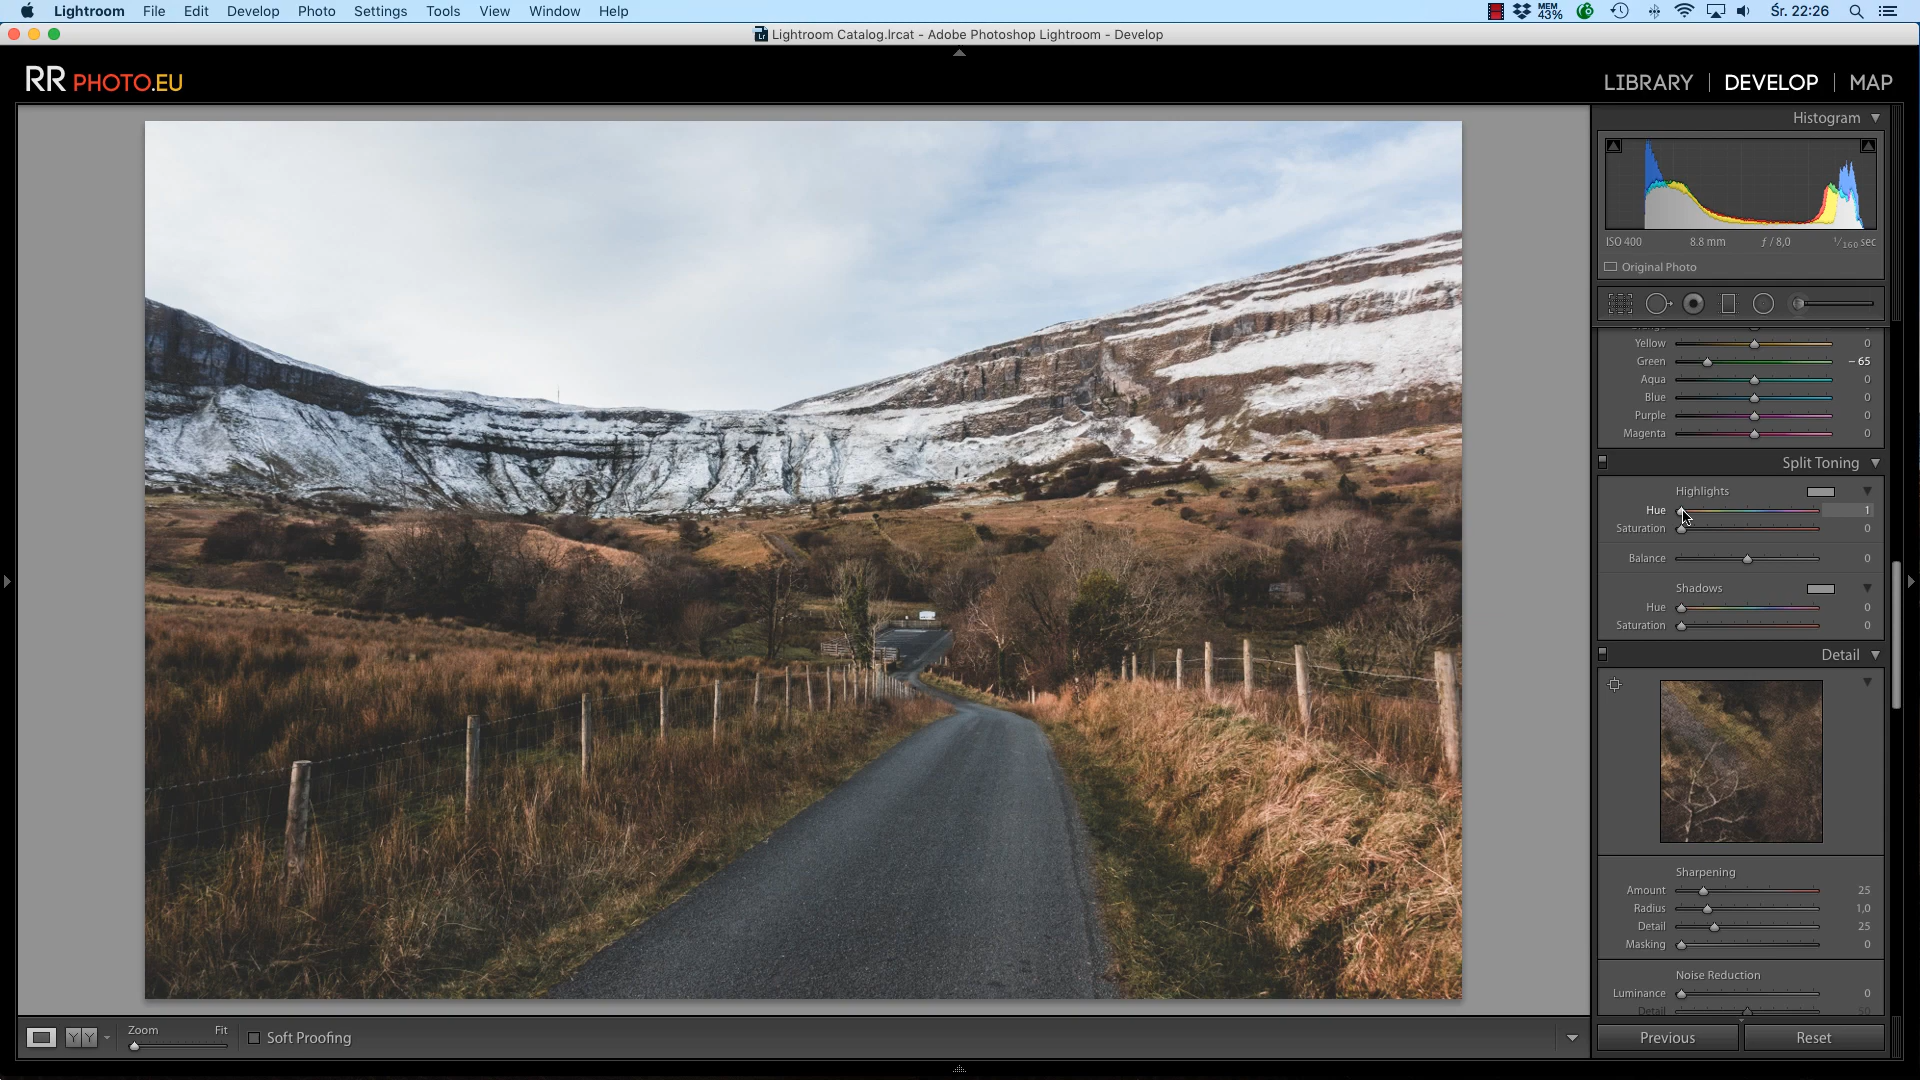 Lightroom File Edit Develop Photo Settings Tools View Window Help MEM 43% Śr. 22:26
Lightroom Catalog.lrcat - Adobe Photoshop Lightroom - Develop
RR PHOTO.EU LIBRARY | DEVELOP | MAP
Histogram
ISO 400 8.8 mm ƒ / 8,0 1/160 sec
Original Photo
Yellow 0
Green – 65
Aqua 0
Blue 0
Purple 0
Magenta 0
Split Toning
Highlights
Hue 1
Saturation 0
Balance 0
Shadows
Hue 0
Saturation 0
Detail
Sharpening
Amount 25
Radius 1,0
Detail 25
Masking 0
Noise Reduction
Luminance 0
Detail 50
Y Y Zoom Fit Soft Proofing Previous Reset